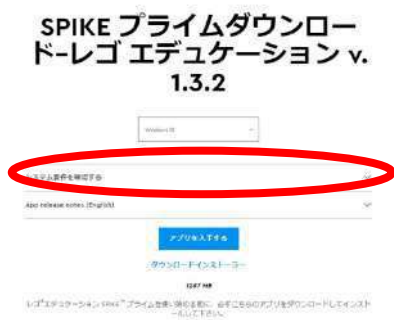 SPIKE プライムダウンロー
ド-レゴ エデュケーション v.
1.3.2
Windows 10
システム要件を確認する
App release notes (English)
アプリを入手する
ダウンロードインストーラー
レゴ®エデュケーション SPIKE™ プライムを使い始める前に、必ずこちらのアプリをダウンロードしてインスト
ールして下さい。